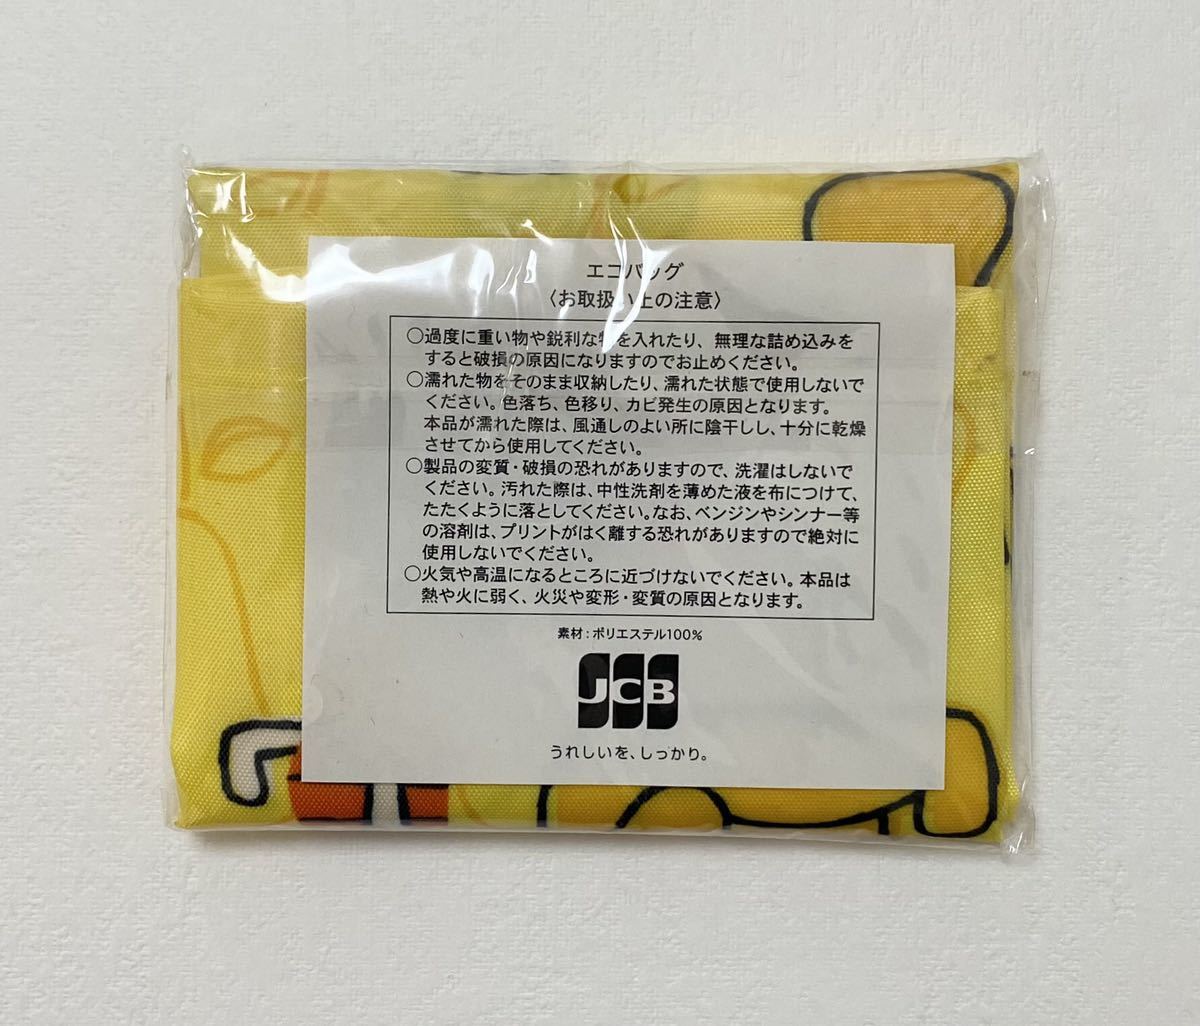 エコバッグ
〈お取扱い上の注意〉
○過度に重い物や鋭利な物を入れたり、無理な詰め込みを
すると破損の原因になりますのでお止めください。
○濡れた物をそのまま収納したり、濡れた状態で使用しないで
ください。色落ち、色移り、カビ発生の原因となります。
本品が濡れた際は、風通しのよい所に陰干しし、十分に乾燥
させてから使用してください。
○製品の変質・破損の恐れがありますので、洗濯はしないで
ください。汚れた際は、中性洗剤を薄めた液を布につけて、
たたくように落としてください。なお、ベンジンやシンナー等
の溶剤は、プリントがはく離する恐れがありますので絶対に
使用しないでください。
○火気や高温になるところに近づけないでください。本品は
熱や火に弱く、火災や変形・変質の原因となります。
素材：ポリエステル100％
JCB
うれしいを、しっかり。